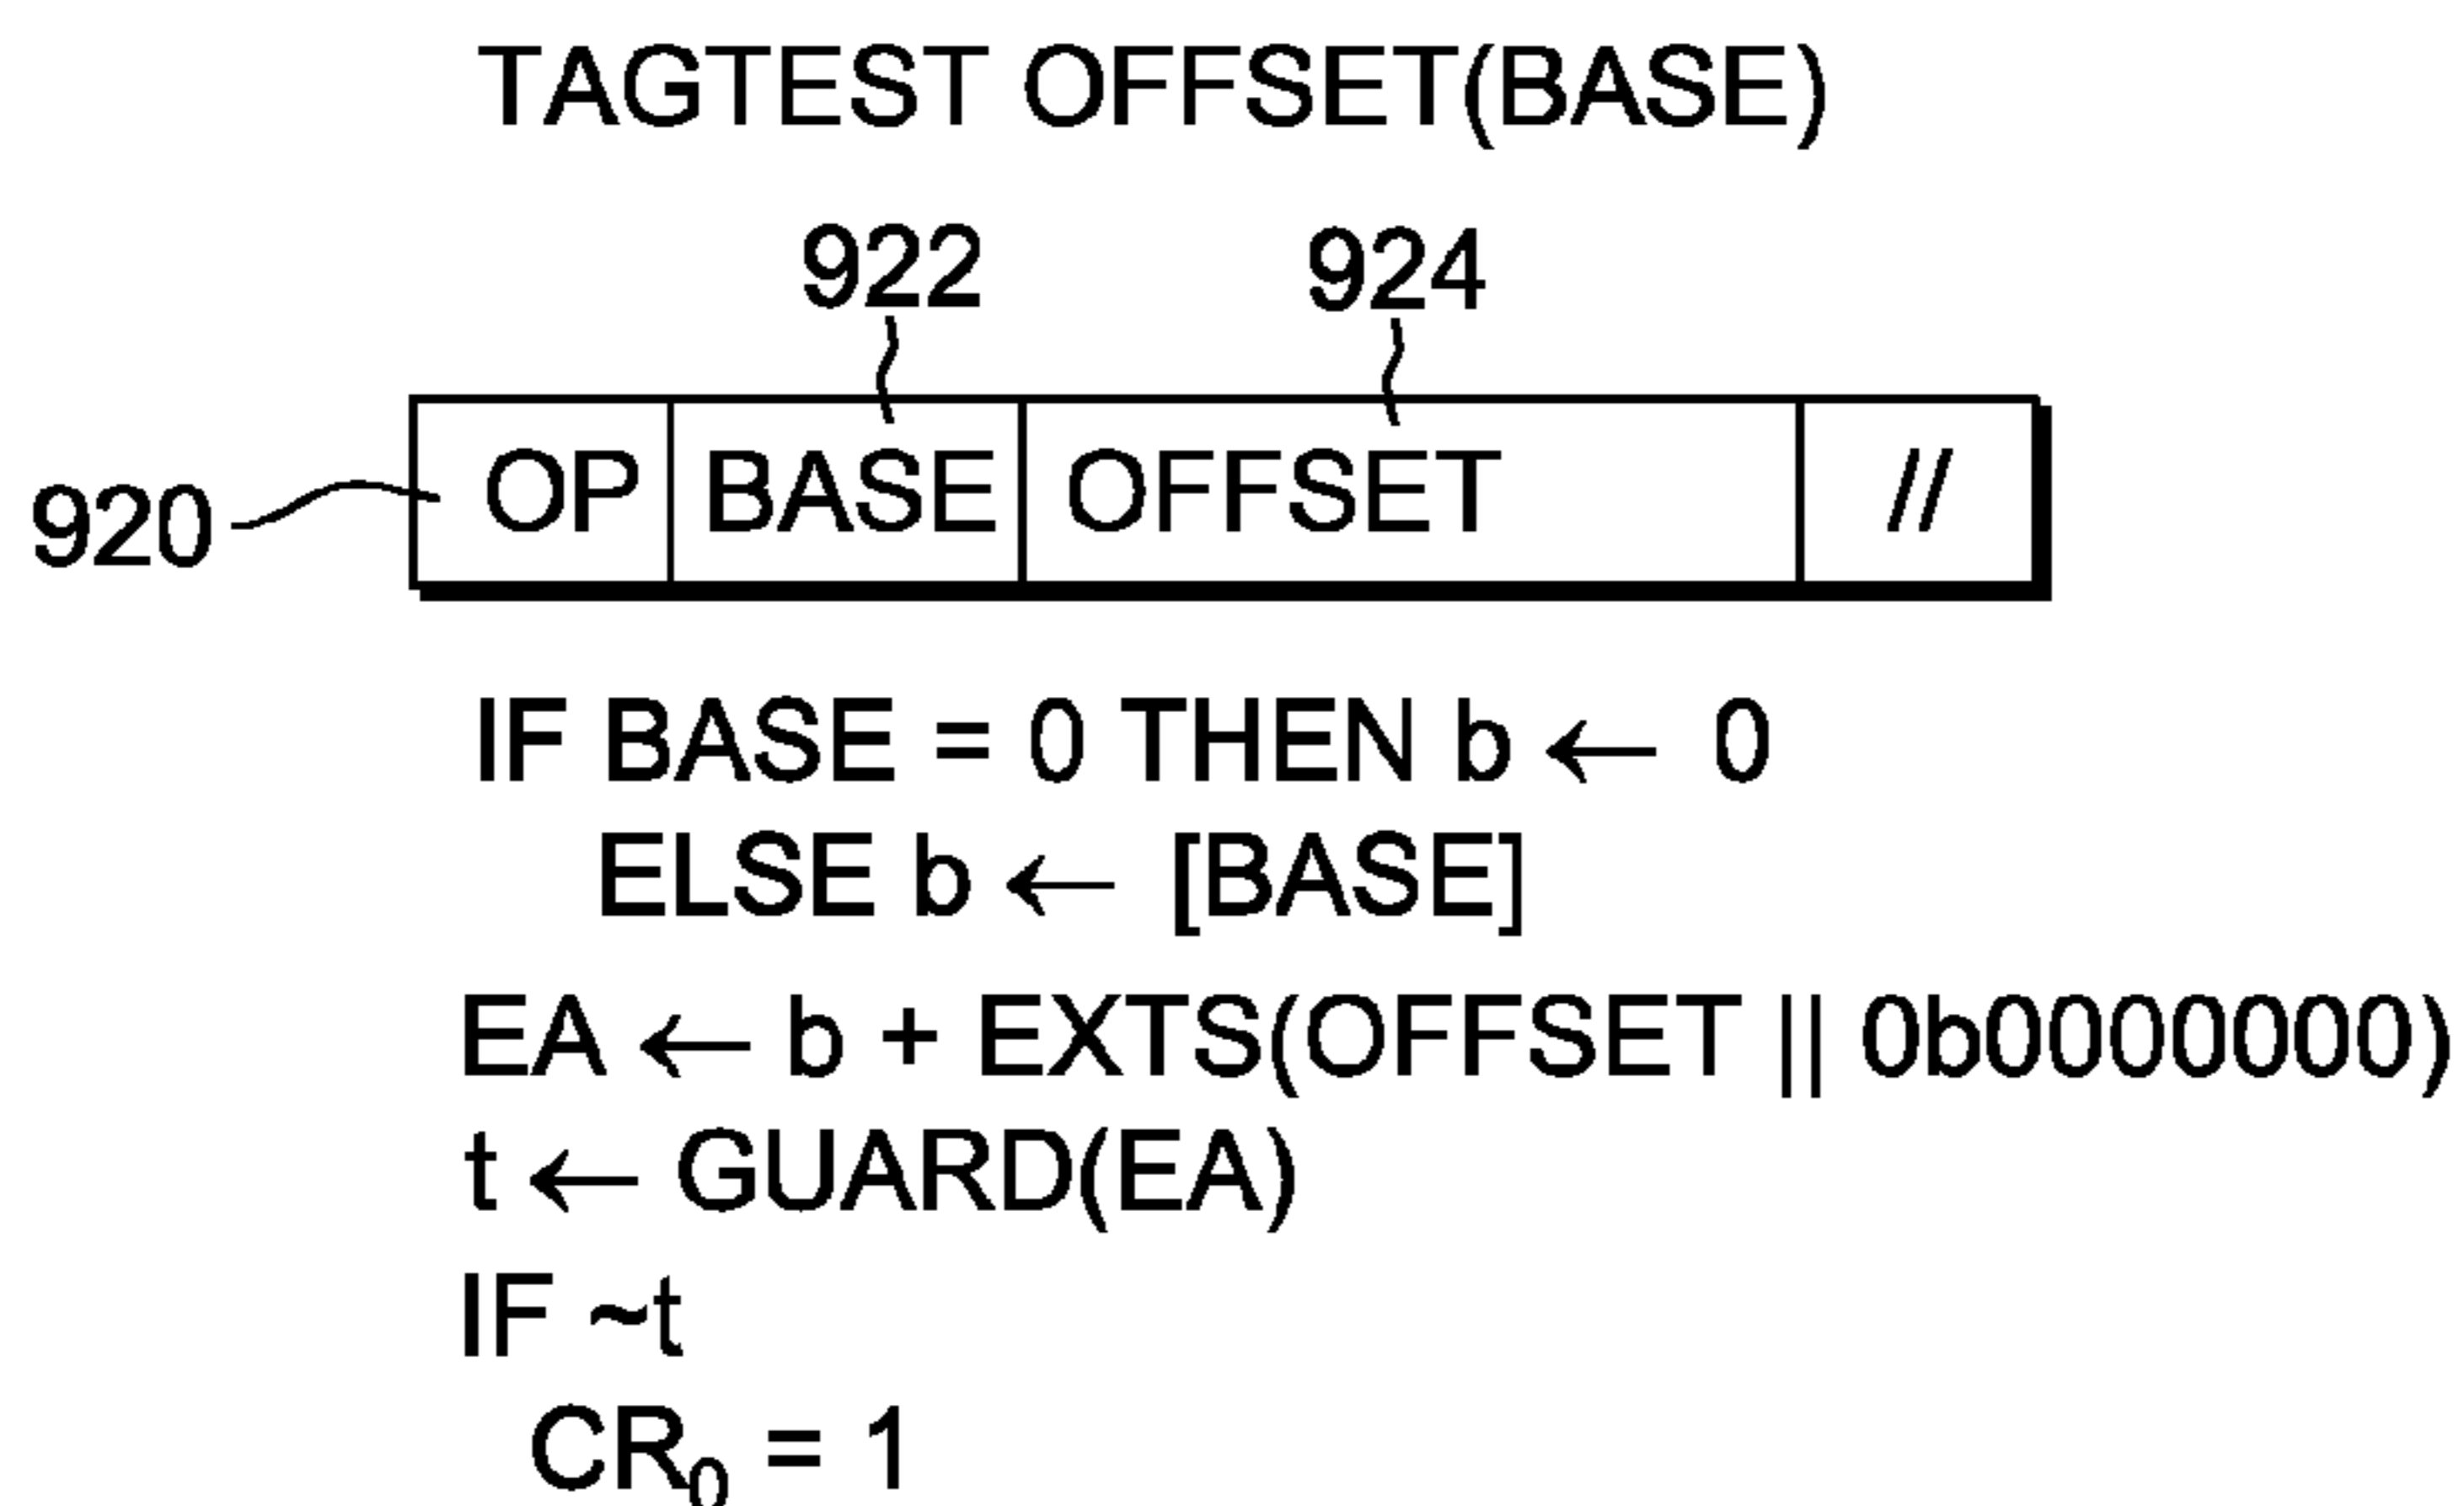 TAGTEST OFFSET(BASE)
922 924
920 OP BASE OFFSET //
IF BASE = 0 THEN b ← 0
ELSE b ← [BASE]
EA ← b + EXTS(OFFSET || 0b0000000)
t ← GUARD(EA)
IF ~t
CR₀ = 1